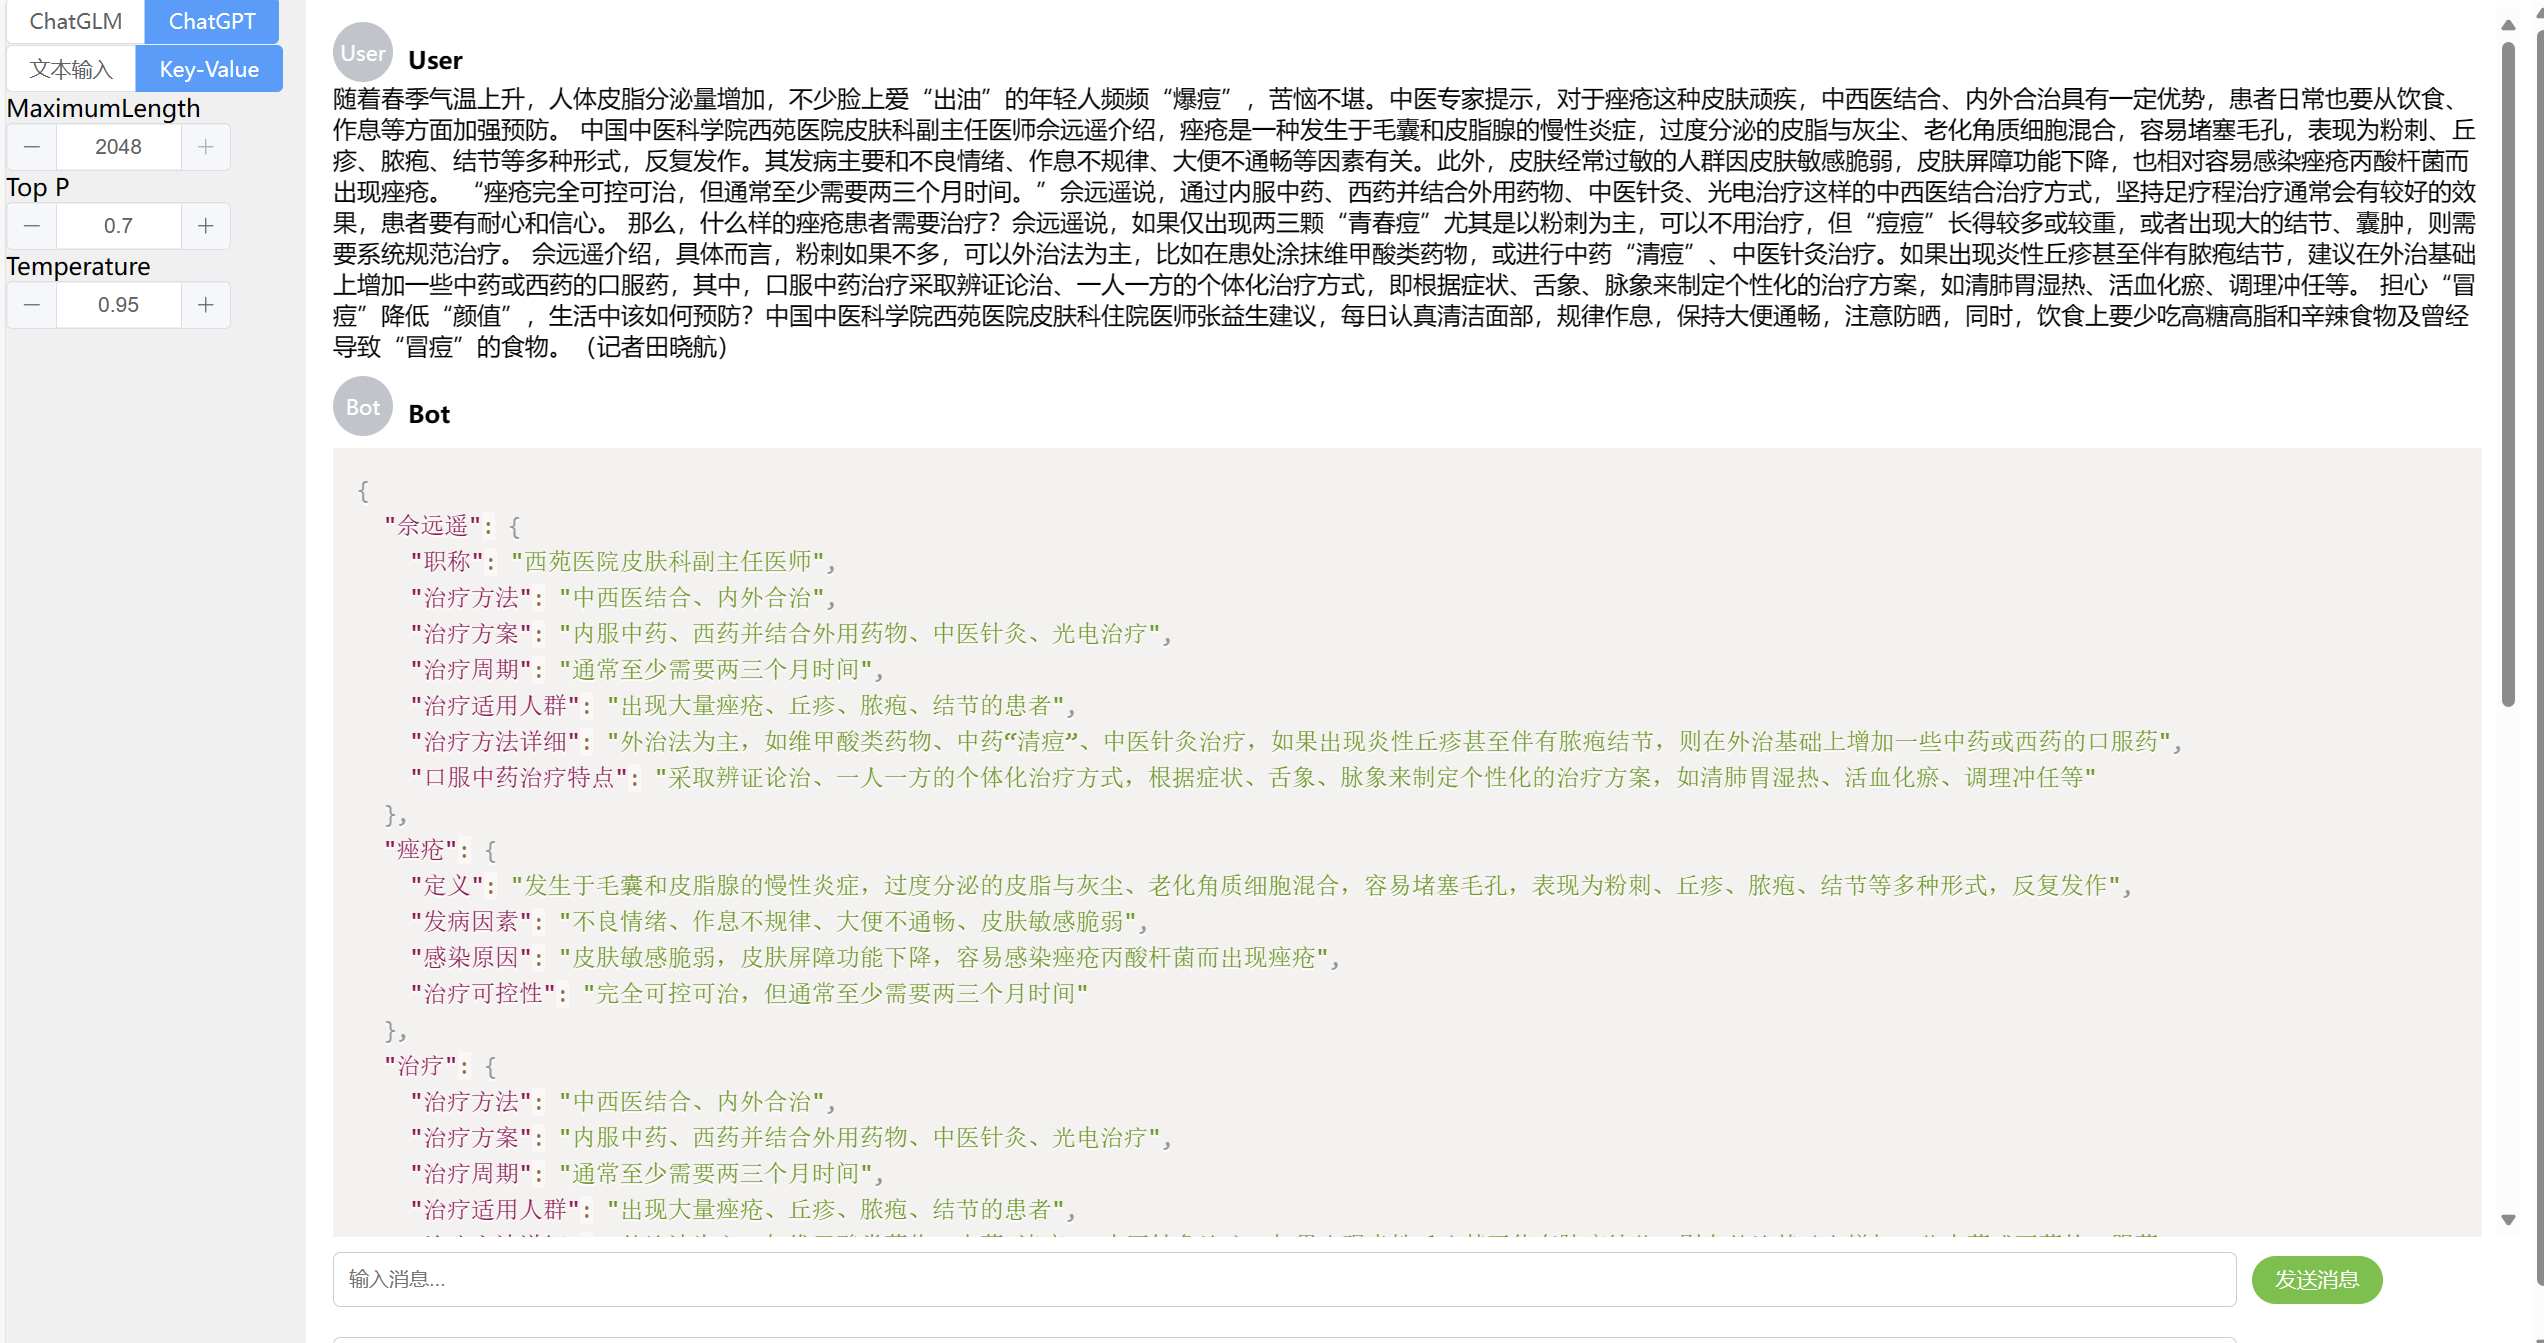 ChatGLM ChatGPT
文本输入 Key-Value
MaximumLength
— 2048 +
Top P
— 0.7 +
Temperature
— 0.95 +
User User
随着春季气温上升，人体皮脂分泌量增加，不少脸上爱“出油”的年轻人频频“爆痘”，苦恼不堪。中医专家提示，对于痤疮这种皮肤顽疾，中西医结合、内外合治具有一定优势，患者日常也要从饮食、
作息等方面加强预防。 中国中医科学院西苑医院皮肤科副主任医师佘远遥介绍，痤疮是一种发生于毛囊和皮脂腺的慢性炎症，过度分泌的皮脂与灰尘、老化角质细胞混合，容易堵塞毛孔，表现为粉刺、丘
疹、脓疱、结节等多种形式，反复发作。其发病主要和不良情绪、作息不规律、大便不通畅等因素有关。此外，皮肤经常过敏的人群因皮肤敏感脆弱，皮肤屏障功能下降，也相对容易感染痤疮丙酸杆菌而
出现痤疮。 “痤疮完全可控可治，但通常至少需要两三个月时间。”佘远遥说，通过内服中药、西药并结合外用药物、中医针灸、光电治疗这样的中西医结合治疗方式，坚持足疗程治疗通常会有较好的效
果，患者要有耐心和信心。 那么，什么样的痤疮患者需要治疗？佘远遥说，如果仅出现两三颗“青春痘”尤其是以粉刺为主，可以不用治疗，但“痘痘”长得较多或较重，或者出现大的结节、囊肿，则需
要系统规范治疗。 佘远遥介绍，具体而言，粉刺如果不多，可以外治法为主，比如在患处涂抹维甲酸类药物，或进行中药“清痘”、中医针灸治疗。如果出现炎性丘疹甚至伴有脓疱结节，建议在外治基础
上增加一些中药或西药的口服药，其中，口服中药治疗采取辨证论治、一人一方的个体化治疗方式，即根据症状、舌象、脉象来制定个性化的治疗方案，如清肺胃湿热、活血化瘀、调理冲任等。 担心“冒
痘”降低“颜值”，生活中该如何预防？中国中医科学院西苑医院皮肤科住院医师张益生建议，每日认真清洁面部，规律作息，保持大便通畅，注意防晒，同时，饮食上要少吃高糖高脂和辛辣食物及曾经
导致“冒痘”的食物。（记者田晓航）
Bot Bot
{
"佘远遥": {
"职称": "西苑医院皮肤科副主任医师",
"治疗方法": "中西医结合、内外合治",
"治疗方案": "内服中药、西药并结合外用药物、中医针灸、光电治疗",
"治疗周期": "通常至少需要两三个月时间",
"治疗适用人群": "出现大量痤疮、丘疹、脓疱、结节的患者",
"治疗方法详细": "外治法为主，如维甲酸类药物、中药“清痘”、中医针灸治疗，如果出现炎性丘疹甚至伴有脓疱结节，则在外治基础上增加一些中药或西药的口服药",
"口服中药治疗特点": "采取辨证论治、一人一方的个体化治疗方式，根据症状、舌象、脉象来制定个性化的治疗方案，如清肺胃湿热、活血化瘀、调理冲任等"
},
"痤疮": {
"定义": "发生于毛囊和皮脂腺的慢性炎症，过度分泌的皮脂与灰尘、老化角质细胞混合，容易堵塞毛孔，表现为粉刺、丘疹、脓疱、结节等多种形式，反复发作",
"发病因素": "不良情绪、作息不规律、大便不通畅、皮肤敏感脆弱",
"感染原因": "皮肤敏感脆弱，皮肤屏障功能下降，容易感染痤疮丙酸杆菌而出现痤疮",
"治疗可控性": "完全可控可治，但通常至少需要两三个月时间"
},
"治疗": {
"治疗方法": "中西医结合、内外合治",
"治疗方案": "内服中药、西药并结合外用药物、中医针灸、光电治疗",
"治疗周期": "通常至少需要两三个月时间",
"治疗适用人群": "出现大量痤疮、丘疹、脓疱、结节的患者",
输入消息... 发送消息